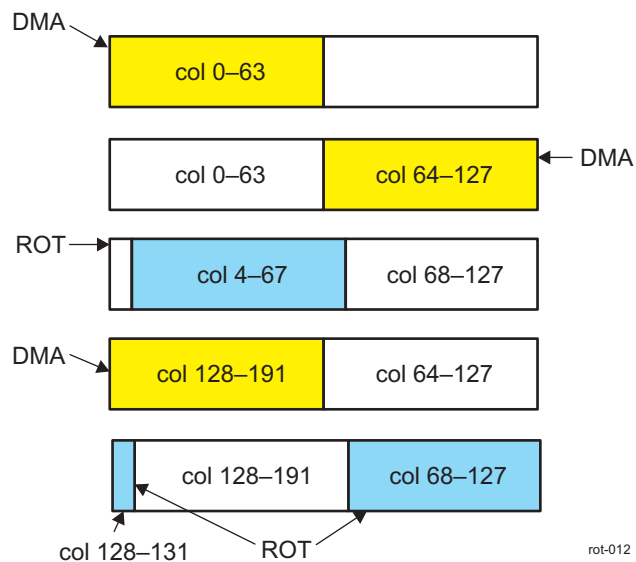 DMA
col 0–63
col 0–63 col 64–127 DMA
ROT
col 4–67 col 68–127
DMA
col 128–191 col 64–127
col 128–191 col 68–127
col 128–131 ROT
rot-012